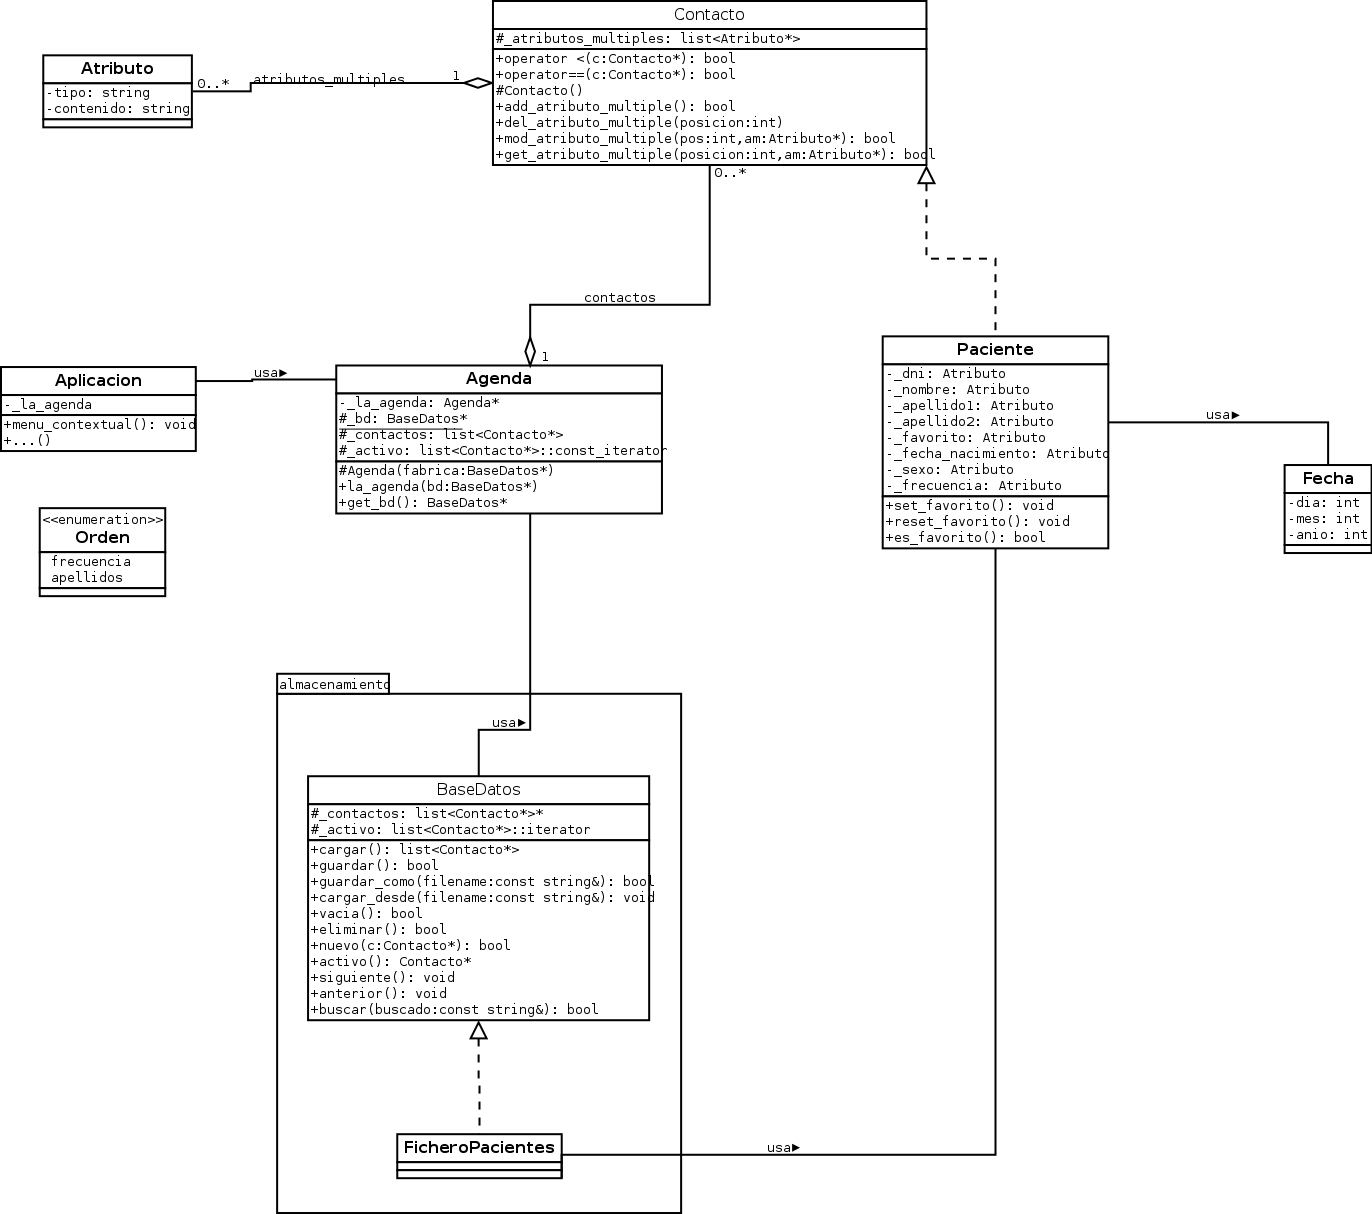 Contacto
#_atributos_multiples: list<Atributo*>
+operator <(c:Contacto*): bool
+operator==(c:Contacto*): bool
#Contacto()
+add_atributo_multiple(): bool
+del_atributo_multiple(posicion:int)
+mod_atributo_multiple(pos:int,am:Atributo*): bool
+get_atributo_multiple(posicion:int,am:Atributo*): bool
Atributo
-tipo: string
-contenido: string
0..*
atributos_multiples
1
0..*
contactos
1
Aplicacion
-_la_agenda
+menu_contextual(): void
+...()
usa►
Agenda
-_la_agenda: Agenda*
#_bd: BaseDatos*
#_contactos: list<Contacto*>
#_activo: list<Contacto*>::const_iterator
#Agenda(fabrica:BaseDatos*)
+la_agenda(bd:BaseDatos*)
+get_bd(): BaseDatos*
Paciente
-_dni: Atributo
-_nombre: Atributo
-_apellido1: Atributo
-_apellido2: Atributo
-_favorito: Atributo
-_fecha_nacimiento: Atributo
-_sexo: Atributo
-_frecuencia: Atributo
+set_favorito(): void
+reset_favorito(): void
+es_favorito(): bool
usa►
Fecha
-dia: int
-mes: int
-anio: int
<<enumeration>>
Orden
frecuencia
apellidos
almacenamiento
usa►
BaseDatos
#_contactos: list<Contacto*>*
#_activo: list<Contacto*>::iterator
+cargar(): list<Contacto*>
+guardar(): bool
+guardar_como(filename:const string&): bool
+cargar_desde(filename:const string&): void
+vacia(): bool
+eliminar(): bool
+nuevo(c:Contacto*): bool
+activo(): Contacto*
+siguiente(): void
+anterior(): void
+buscar(buscado:const string&): bool
FicheroPacientes
usa►